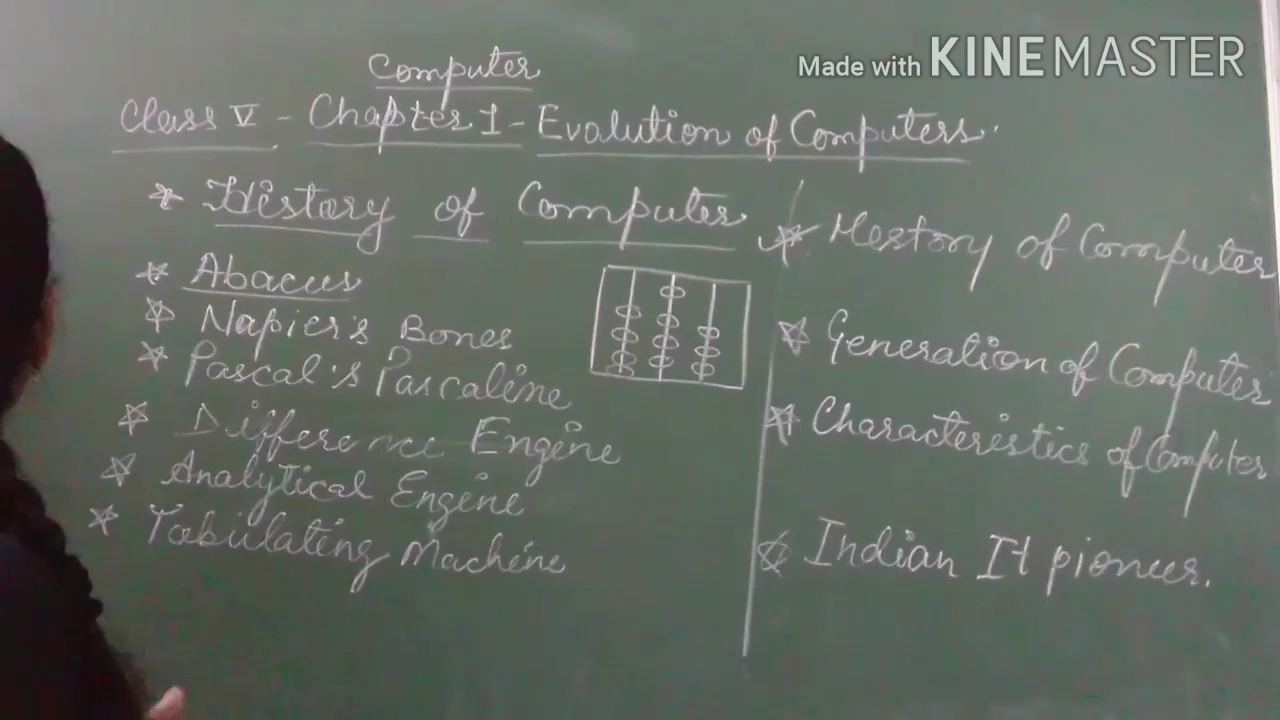 Made with KINEMASTER
Computer
Class V - Chapter 1 - Evolution of Computers.
* History of Computer
* Abacus
* Napier's Bones
* Pascal's Pascaline
* Difference Engine
* Analytical Engine
* Tabulating Machine
* History of Computer
* Generation of Computer
* Characteristics of Computer
* Indian It pioneer.